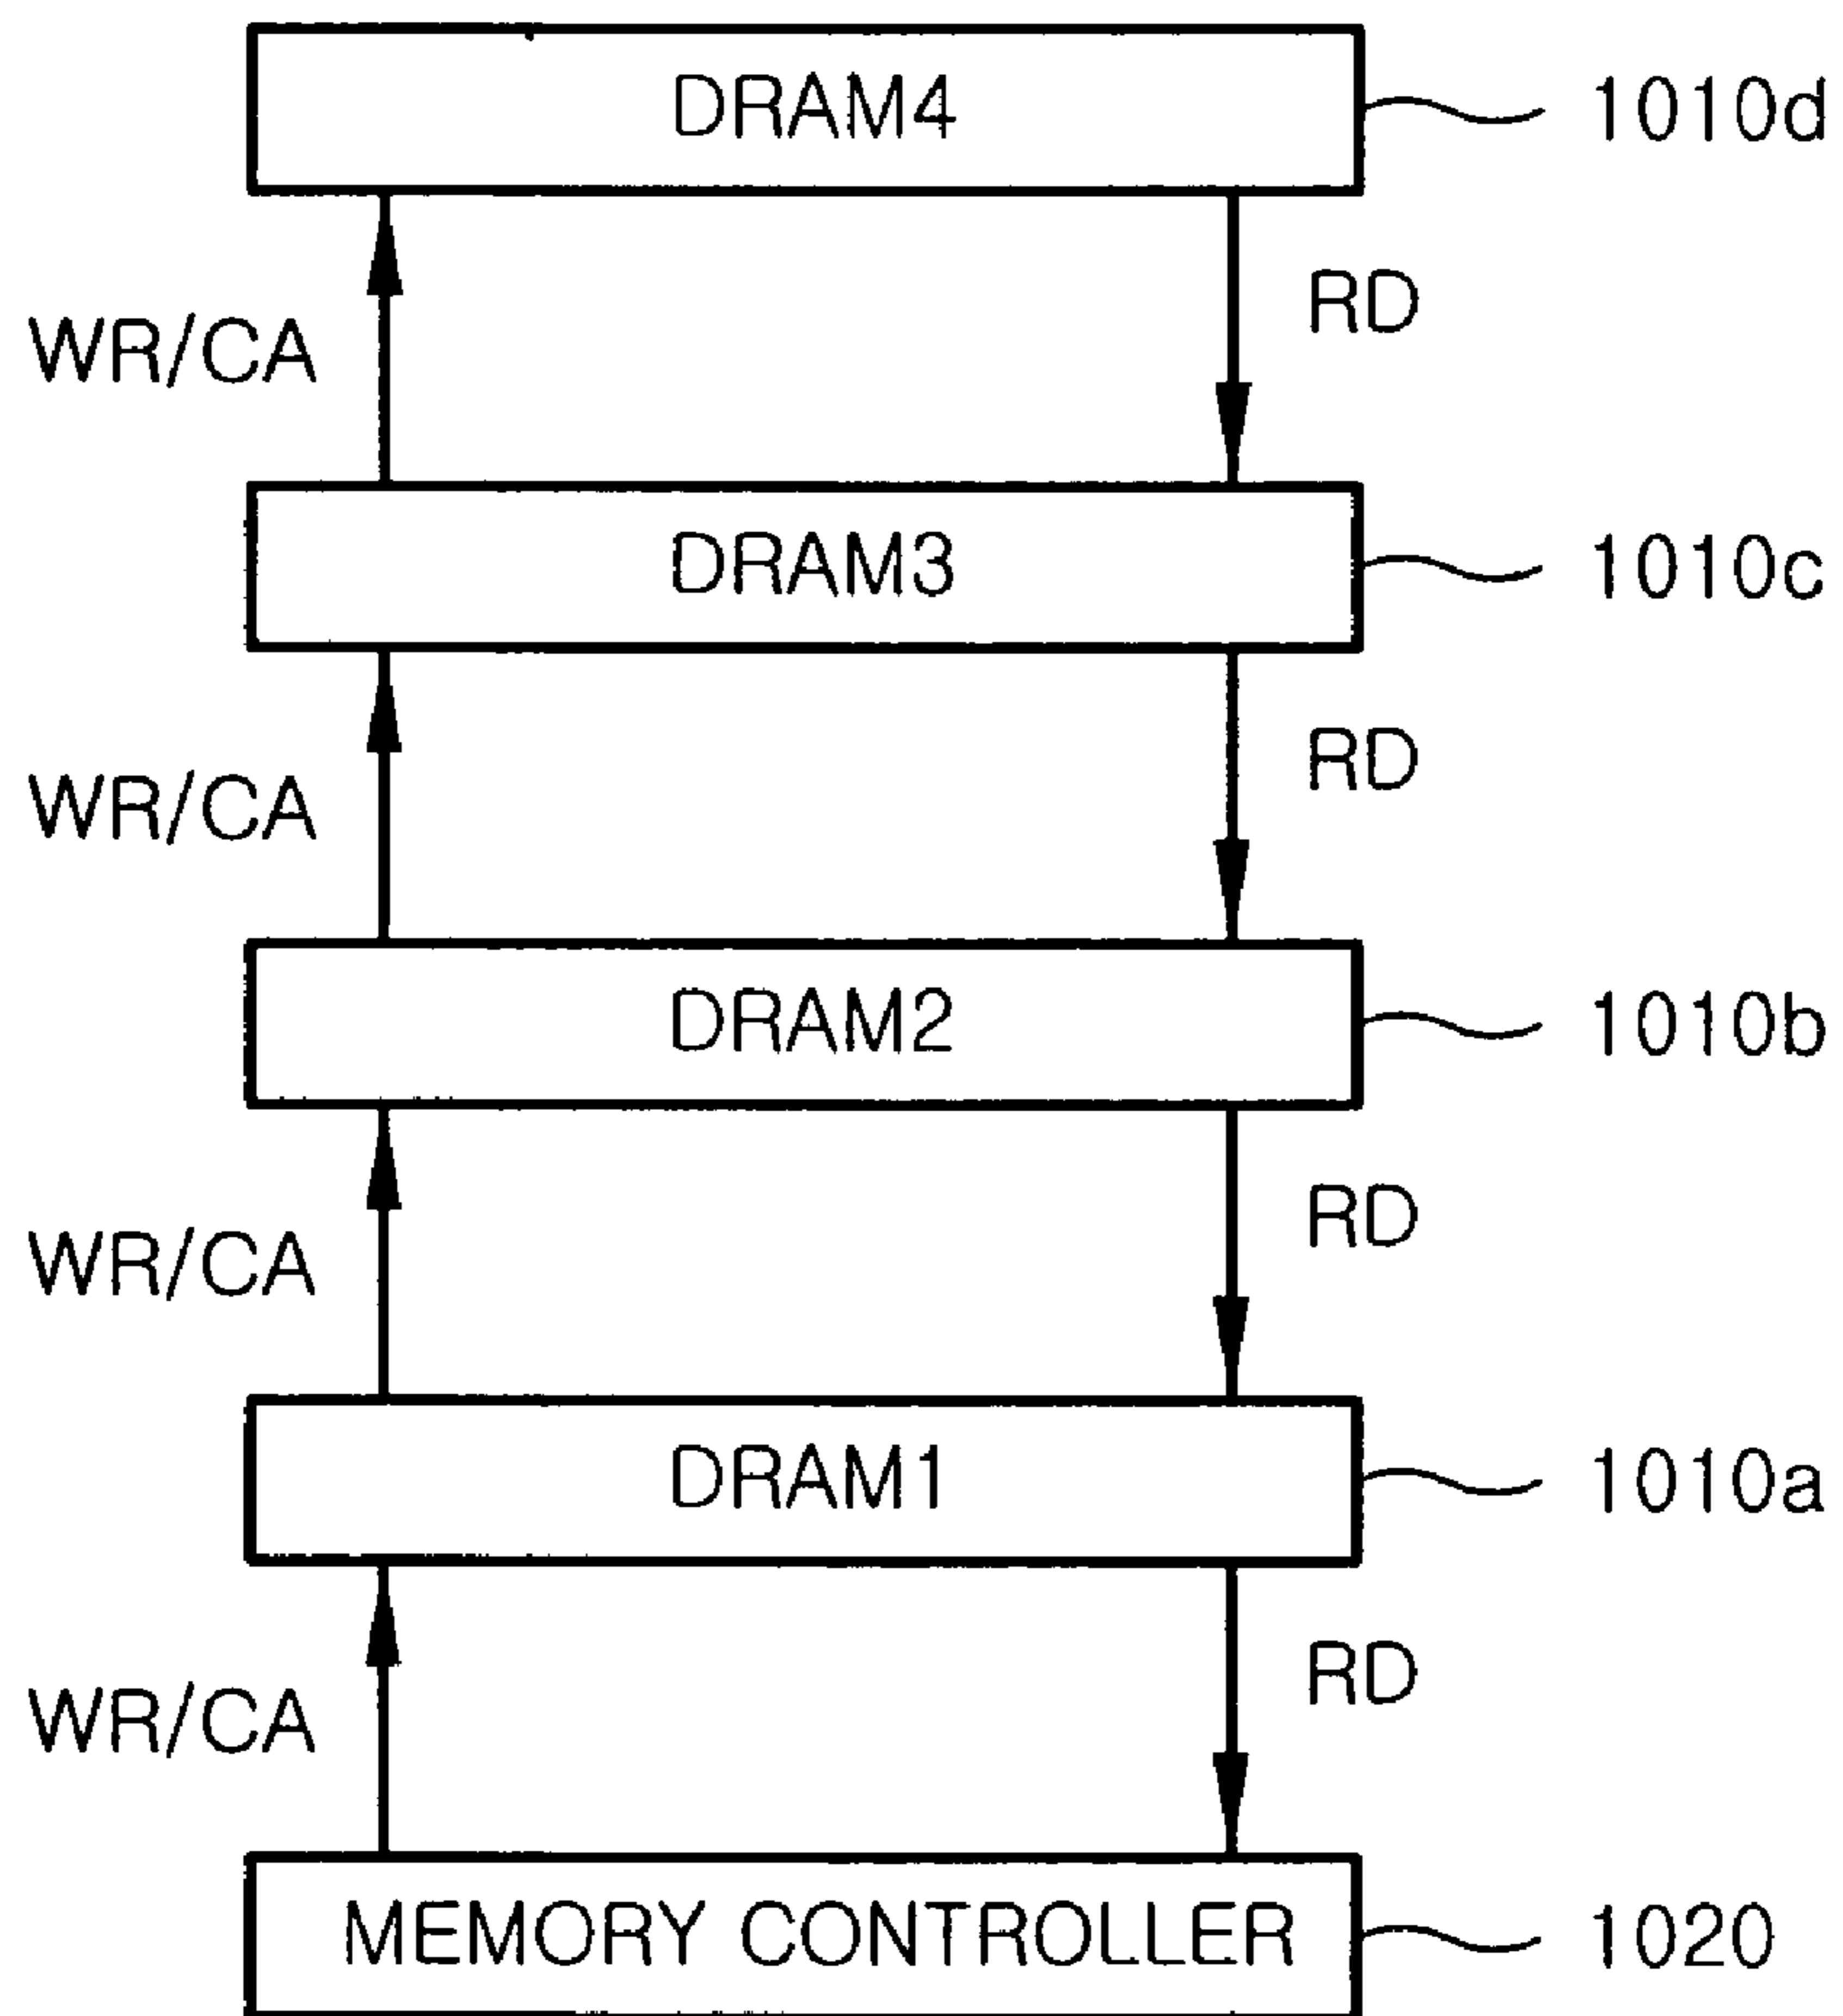 DRAM4 1010d
RD
WR/CA
DRAM3 1010c
RD
WR/CA
DRAM2 1010b
RD
WR/CA
DRAM1 1010a
RD
WR/CA
MEMORY CONTROLLER 1020